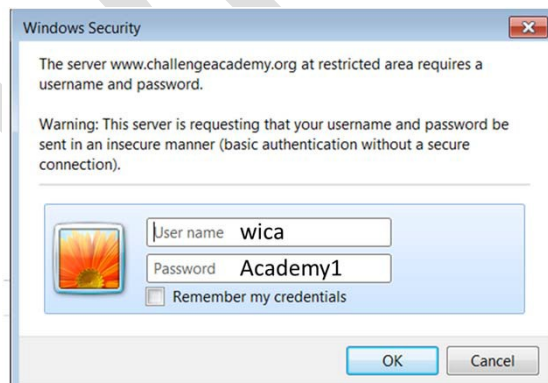 Windows Security
The server www.challengeacademy.org at restricted area requires a
username and password.
Warning: This server is requesting that your username and password be
sent in an insecure manner (basic authentication without a secure
connection).
User name wica
Password Academy1
Remember my credentials
OK Cancel